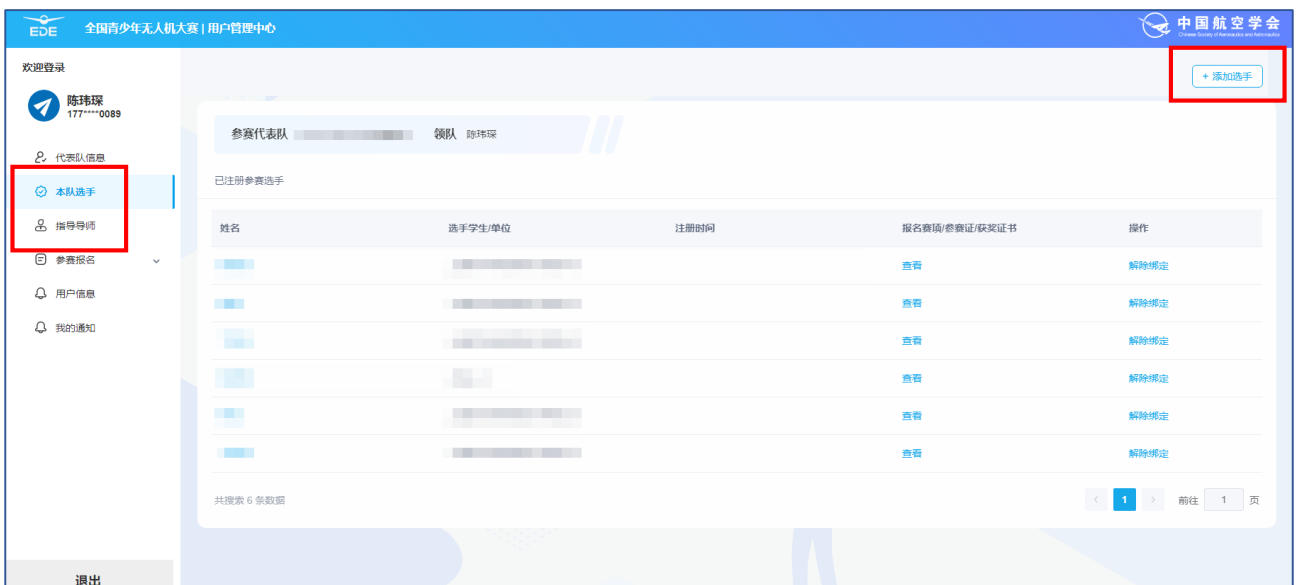 EDE 全国青少年无人机大赛 | 用户管理中心 中国航空学会
Chinese Society of Aeronautics and Astronautics
欢迎登录
+ 添加选手
陈玮琛
177****0089
参赛代表队 领队 陈玮琛
代表队信息
已注册参赛选手
本队选手
指导导师
姓名 选手学生/单位 注册时间 报名赛项/参赛证/获奖证书 操作
参赛报名
查看 解除绑定
用户信息
查看 解除绑定
我的通知
查看 解除绑定
查看 解除绑定
查看 解除绑定
查看 解除绑定
共搜索 6 条数据 < 1 > 前往 1 页
退出